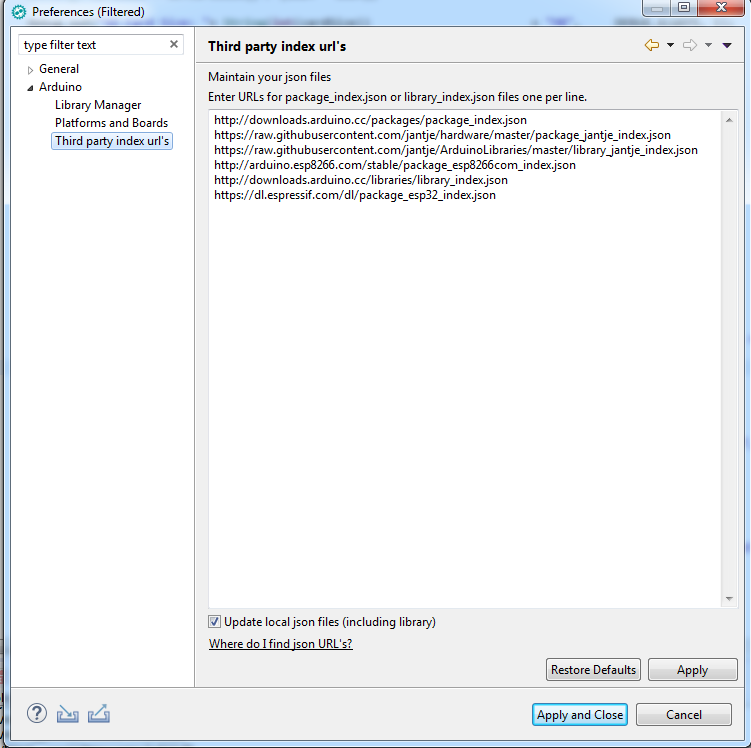 Preferences (Filtered)
type filter text
General
Arduino
Library Manager
Platforms and Boards
Third party index url's
Third party index url's
Maintain your json files
Enter URLs for package_index.json or library_index.json files one per line.
http://downloads.arduino.cc/packages/package_index.json
https://raw.githubusercontent.com/jantje/hardware/master/package_jantje_index.json
https://raw.githubusercontent.com/jantje/ArduinoLibraries/master/library_jantje_index.json
http://arduino.esp8266.com/stable/package_esp8266com_index.json
http://downloads.arduino.cc/libraries/library_index.json
https://dl.espressif.com/dl/package_esp32_index.json
Update local json files (including library)
Where do I find json URL's?
Restore Defaults
Apply
Apply and Close
Cancel